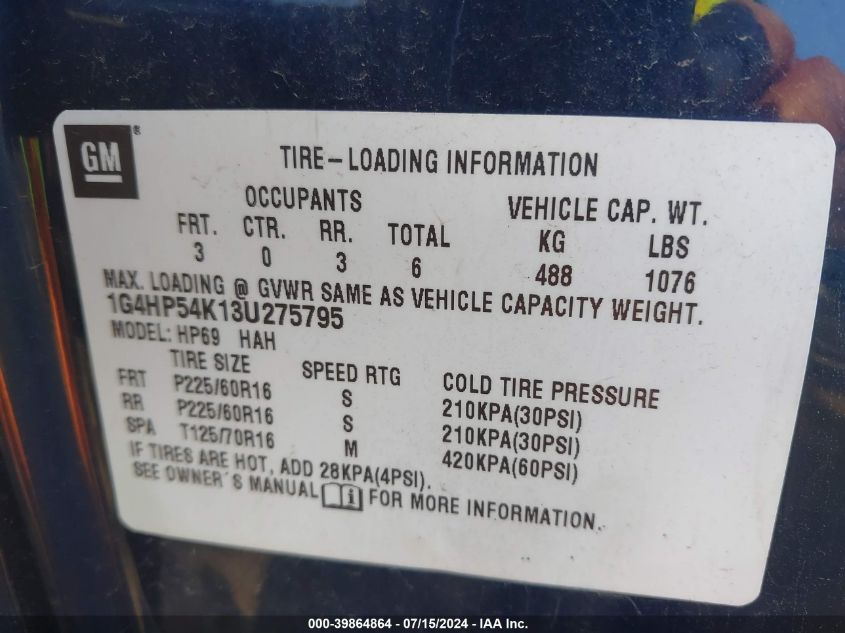 GM ®
TIRE-LOADING INFORMATION
OCCUPANTS VEHICLE CAP. WT.
FRT. CTR. RR. TOTAL KG LBS
3 0 3 6 488 1076
MAX. LOADING @ GVWR SAME AS VEHICLE CAPACITY WEIGHT.
1G4HP54K13U275795
MODEL: HP69 HAH
TIRE SIZE SPEED RTG COLD TIRE PRESSURE
FRT P225/60R16 S 210KPA(30PSI)
RR P225/60R16 S 210KPA(30PSI)
SPA T125/70R16 M 420KPA(60PSI)
IF TIRES ARE HOT, ADD 28KPA(4PSI).
SEE OWNER´S MANUAL i FOR MORE INFORMATION.
000-39864864 - 07/15/2024 - IAA Inc.